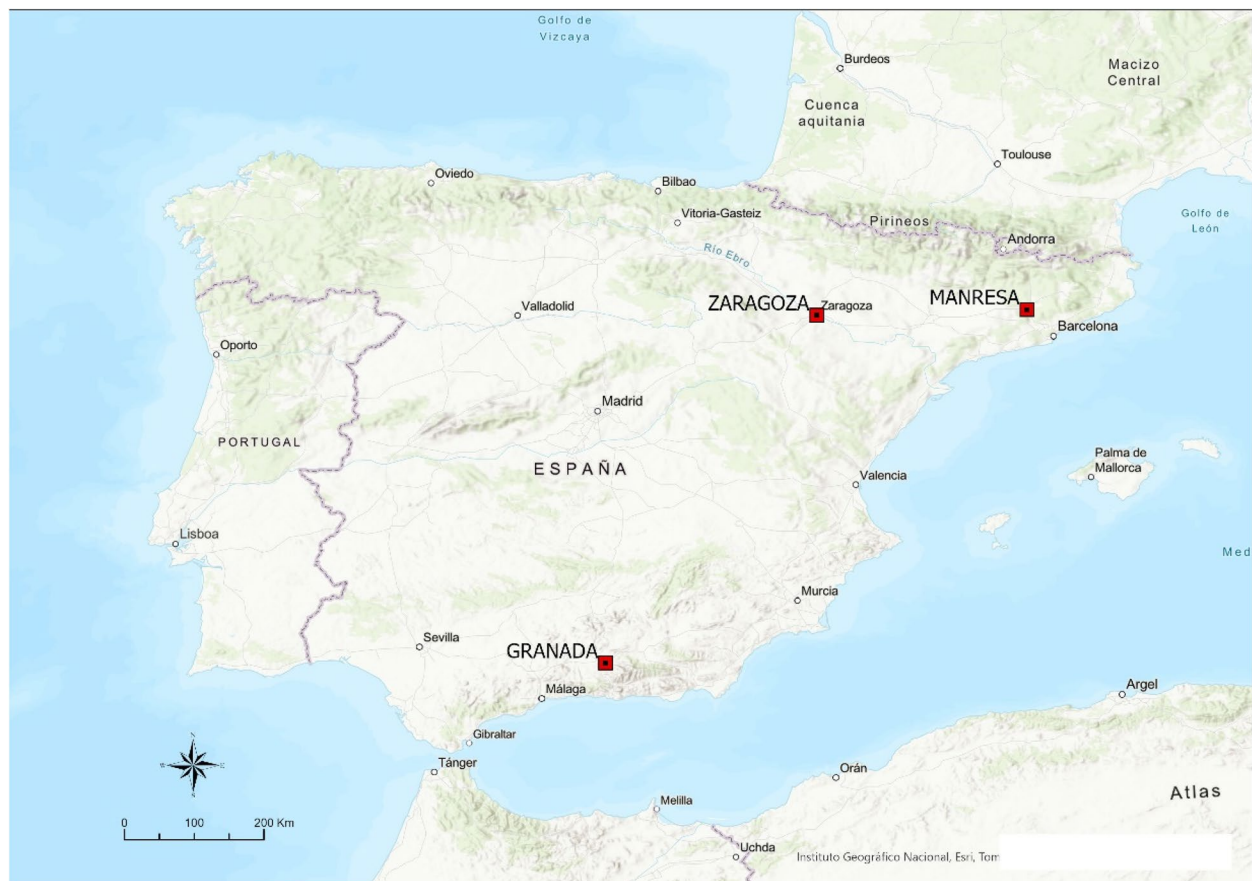 Golfo de
Vizcaya
Burdeos
Macizo
Central
Cuenca
aquitania
Toulouse
Oviedo
Bilbao
Vitoria-Gasteiz
Pirineos
Golfo de
León
Andorra
Río Ebro
ZARAGOZA
Zaragoza
MANRESA
Valladolid
Barcelona
Oporto
Madrid
PORTUGAL
ESPAÑA
Palma de
Mallorca
Valencia
Lisboa
Med
Murcia
Sevilla
GRANADA
Málaga
Argel
Gibraltar
Tánger
Orán
Melilla
Atlas
0 100 200 Km
Uchda
Instituto Geográfico Nacional, Esri, Tom